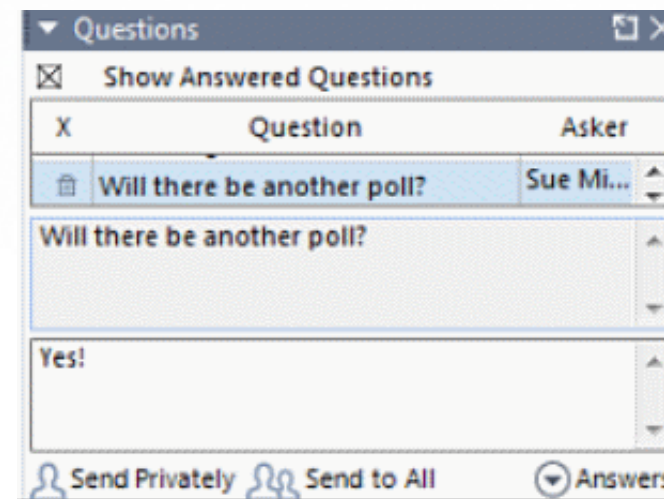 Questions
Show Answered Questions
X Question Asker
Will there be another poll? Sue Mi...
Will there be another poll?
Yes!
Send Privately Send to All Answers